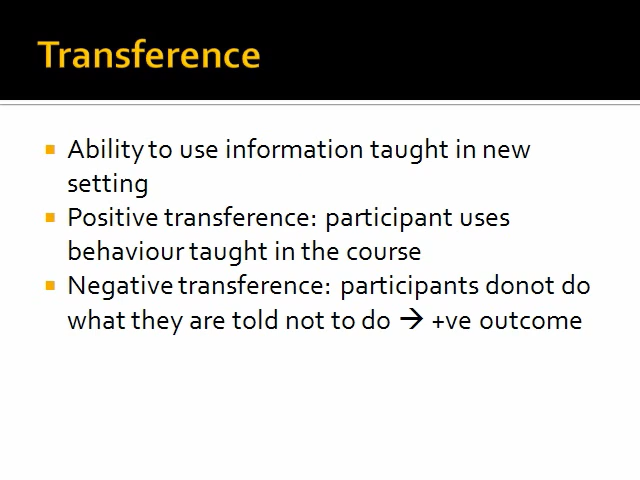 Transference
Ability to use information taught in new
setting
Positive transference: participant uses
behaviour taught in the course
Negative transference: participants donot do
what they are told not to do → +ve outcome